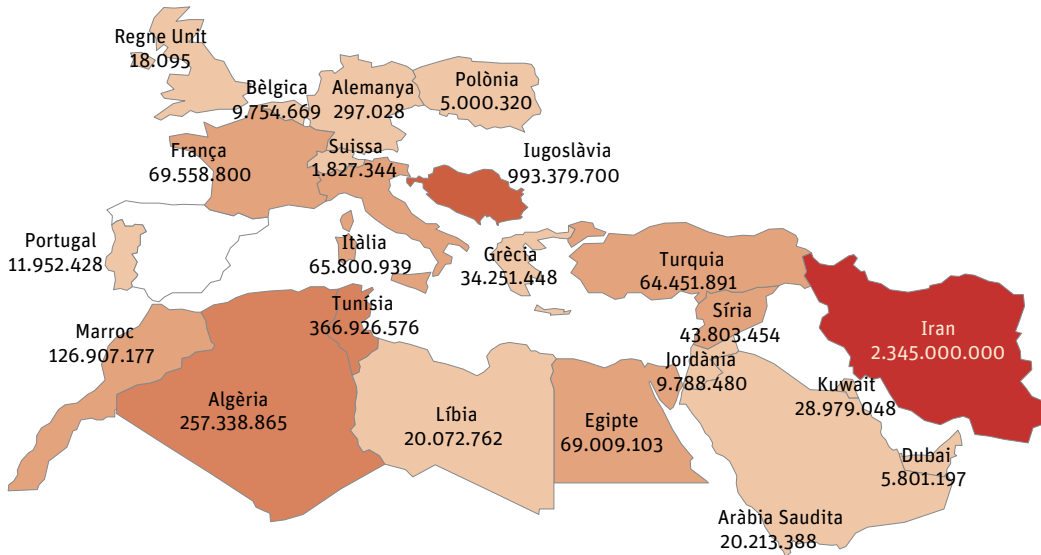 Regne Unit
18.095
Bèlgica
9.754.669
Alemanya
297.028
Polònia
5.000.320
França
69.558.800
Suissa
1.827.344
Iugoslàvia
993.379.700
Portugal
11.952.428
Itàlia
65.800.939
Grècia
34.251.448
Turquia
64.451.891
Síria
43.803.454
Iran
2.345.000.000
Marroc
126.907.177
Tunísia
366.926.576
Jordània
9.788.480
Kuwait
28.979.048
Algèria
257.338.865
Líbia
20.072.762
Egipte
69.009.103
Dubai
5.801.197
Aràbia Saudita
20.213.388